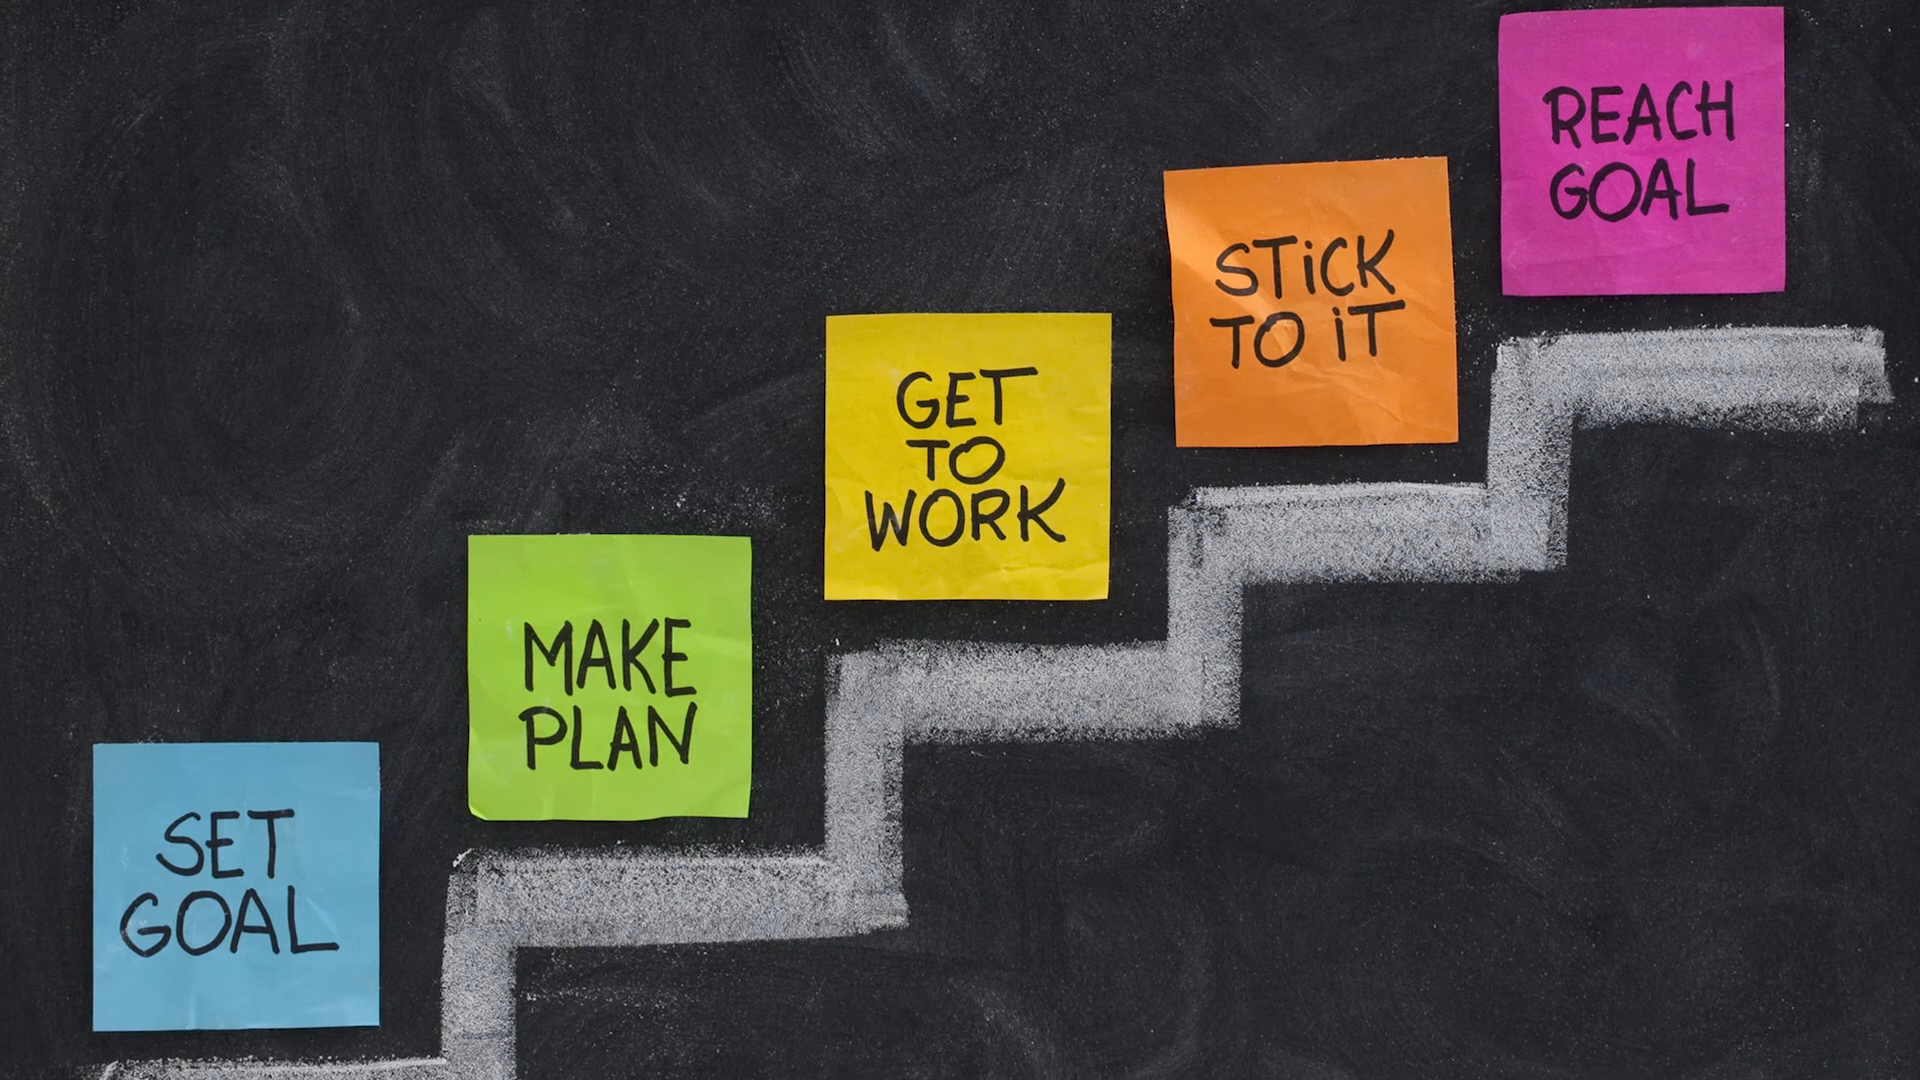 SET
GOAL
MAKE
PLAN
GET
TO
WORK
STiCK
TO iT
REACH
GOAL